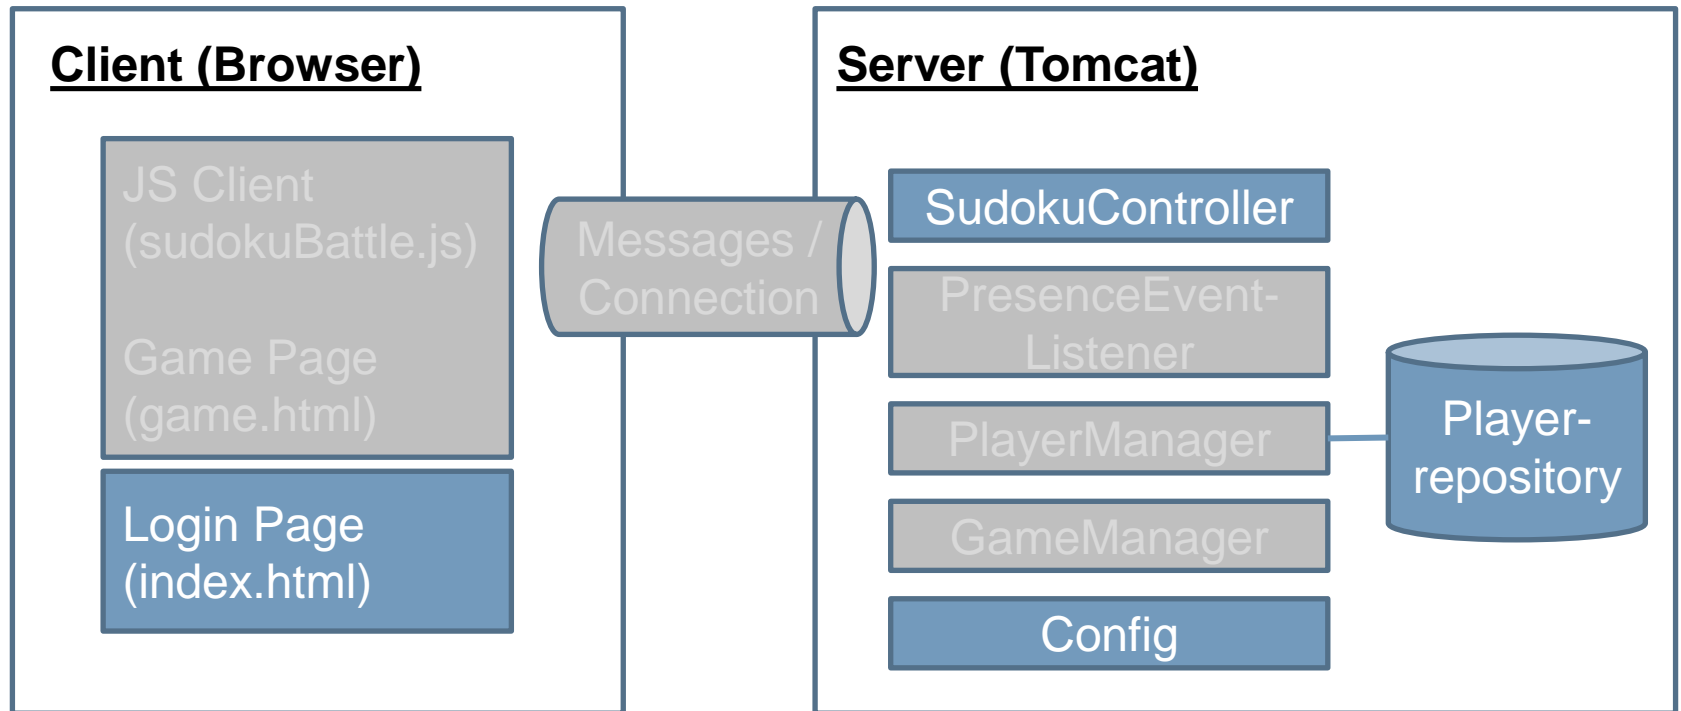 Client (Browser)
JS Client
(sudokuBattle.js)
Game Page
(game.html)
Login Page
(index.html)
Messages /
Connection
Server (Tomcat)
SudokuController
PresenceEvent-
Listener
PlayerManager
GameManager
Config
Player-
repository